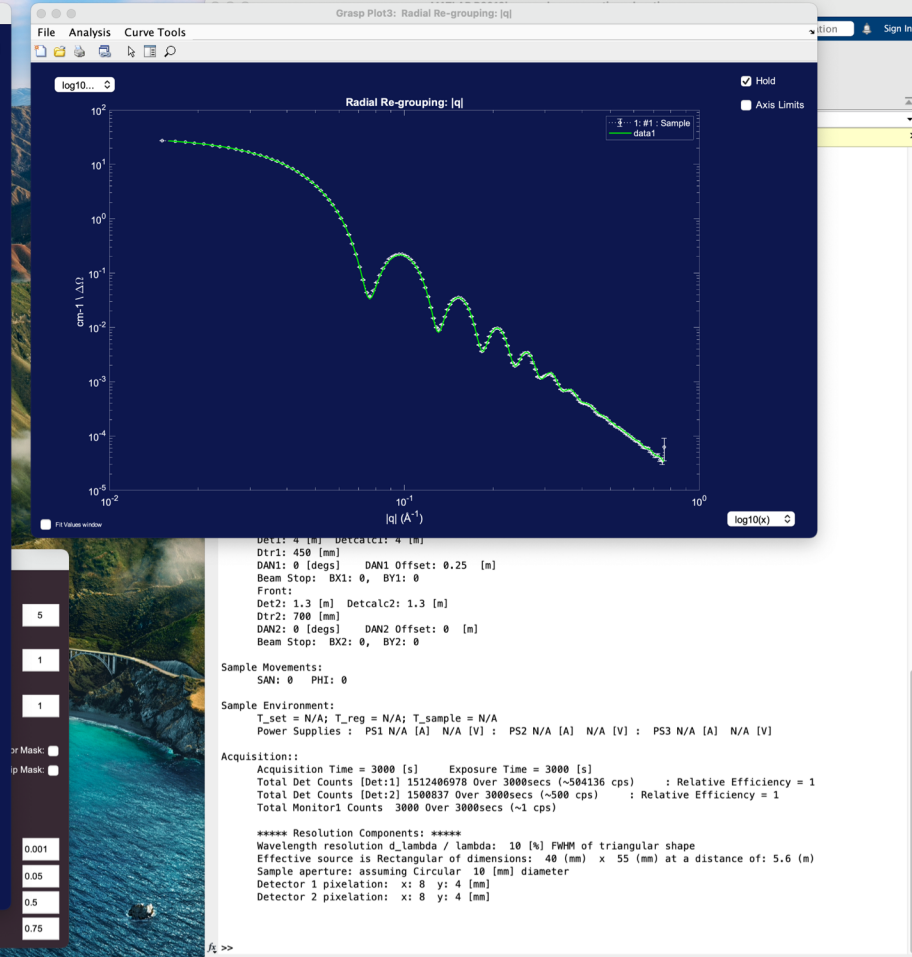 Grasp Plot3: Radial Re-grouping: |q|
Sign In
File Analysis Curve Tools
log10...
Hold
Axis Limits
Radial Re-grouping: |q|
1: #1 : Sample
data1
10^2
10^1
10^0
10^-1
10^-2
10^-3
10^-4
10^-5
cm-1 \ ΔΩ
10^-2
10^-1
10^0
|q| (Å^-1)
log10(x)
Fit Values window
Det1: 4 [m] Detcalc1: 4 [m]
Dtr1: 450 [mm]
DAN1: 0 [degs] DAN1 Offset: 0.25 [m]
Beam Stop: BX1: 0, BY1: 0
Front:
Det2: 1.3 [m] Detcalc2: 1.3 [m]
Dtr2: 700 [mm]
DAN2: 0 [degs] DAN2 Offset: 0 [m]
Beam Stop: BX2: 0, BY2: 0
Sample Movements:
SAN: 0 PHI: 0
Sample Environment:
T_set = N/A; T_reg = N/A; T_sample = N/A
Power Supplies : PS1 N/A [A] N/A [V] : PS2 N/A [A] N/A [V] : PS3 N/A [A] N/A [V]
Acquisition::
Acquisition Time = 3000 [s] Exposure Time = 3000 [s]
Total Det Counts [Det:1] 1512406978 Over 3000secs (~504136 cps) : Relative Efficiency = 1
Total Det Counts [Det:2] 1500837 Over 3000secs (~500 cps) : Relative Efficiency = 1
Total Monitor1 Counts 3000 Over 3000secs (~1 cps)
***** Resolution Components: *****
Wavelength resolution d_lambda / lambda: 10 [%] FWHM of triangular shape
Effective source is Rectangular of dimensions: 40 (mm) x 55 (mm) at a distance of: 5.6 (m)
Sample aperture: assuming Circular 10 [mm] diameter
Detector 1 pixelation: x: 8 y: 4 [mm]
Detector 2 pixelation: x: 8 y: 4 [mm]
fx >>
5
1
1
or Mask:
ip Mask:
0.001
0.05
0.5
0.75